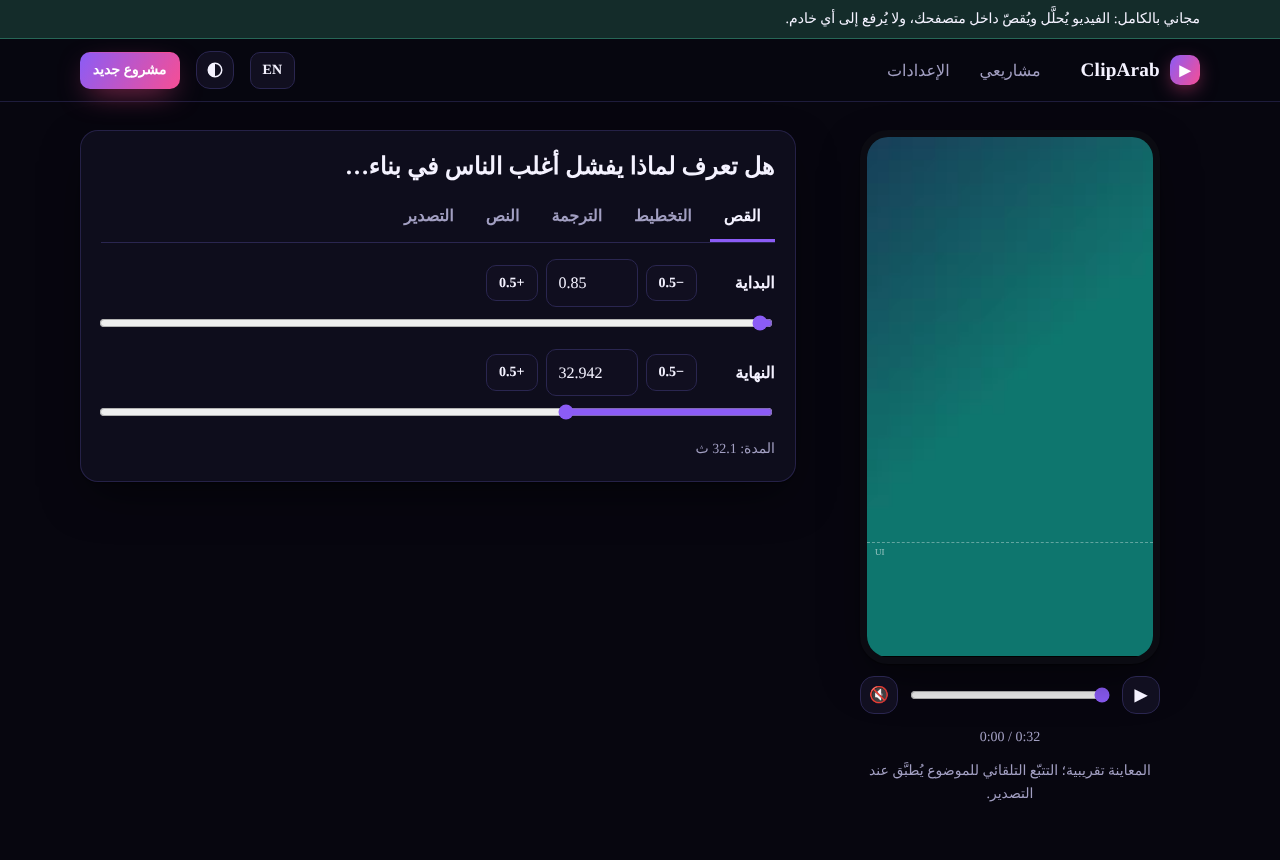 مجاني بالكامل: الفيديو يُحلَّل ويُقصّ داخل متصفحك، ولا يُرفع إلى أي خادم.
ClipArab
مشاريعي
الإعدادات
EN
مشروع جديد
هل تعرف لماذا يفشل أغلب الناس في بناء…
القص
التخطيط
الترجمة
النص
التصدير
البداية
−0.5
0.85
+0.5
النهاية
−0.5
32.942
+0.5
المدة: 32.1 ث
UI
0:00 / 0:32
المعاينة تقريبية؛ التتبّع التلقائي للموضوع يُطبَّق عند
التصدير.